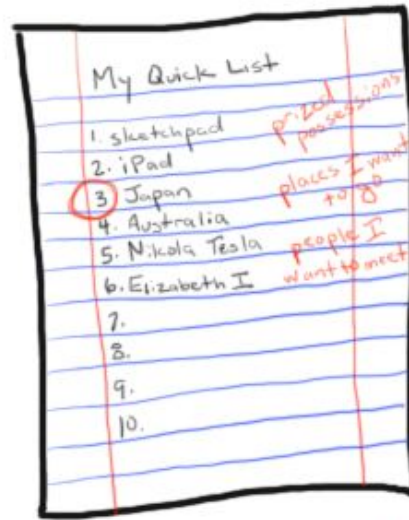 My Quick List
1. sketchpad
2. iPad
3 Japan
4. Australia
5. Nikola Tesla
6. Elizabeth I
7.
8.
9.
10.
prized
possessions
places I want
to go
people I
want to meet